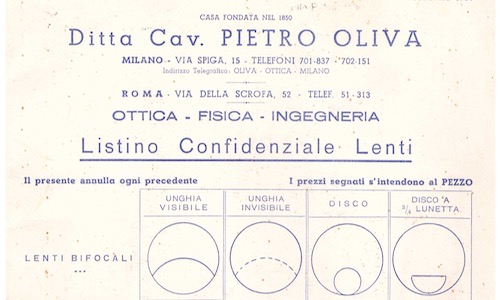 CASA FONDATA NEL 1850
Ditta Cav. PIETRO OLIVA
MILANO - VIA SPIGA, 15 - TELEFONI 701-837 - 702-151
Indirizzo Telegrafico: OLIVA - OTTICA - MILANO
ROMA - VIA DELLA SCROFA, 52 - TELEF. 51-313
OTTICA - FISICA - INGEGNERIA
Listino Confidenziale Lenti
Il presente annulla ogni precedente
I prezzi segnati s'intendono al PEZZO
UNGHIA VISIBILE
UNGHIA INVISIBILE
DISCO
DISCO 'A ¾ LUNETTA
LENTI BIFOCALI
...